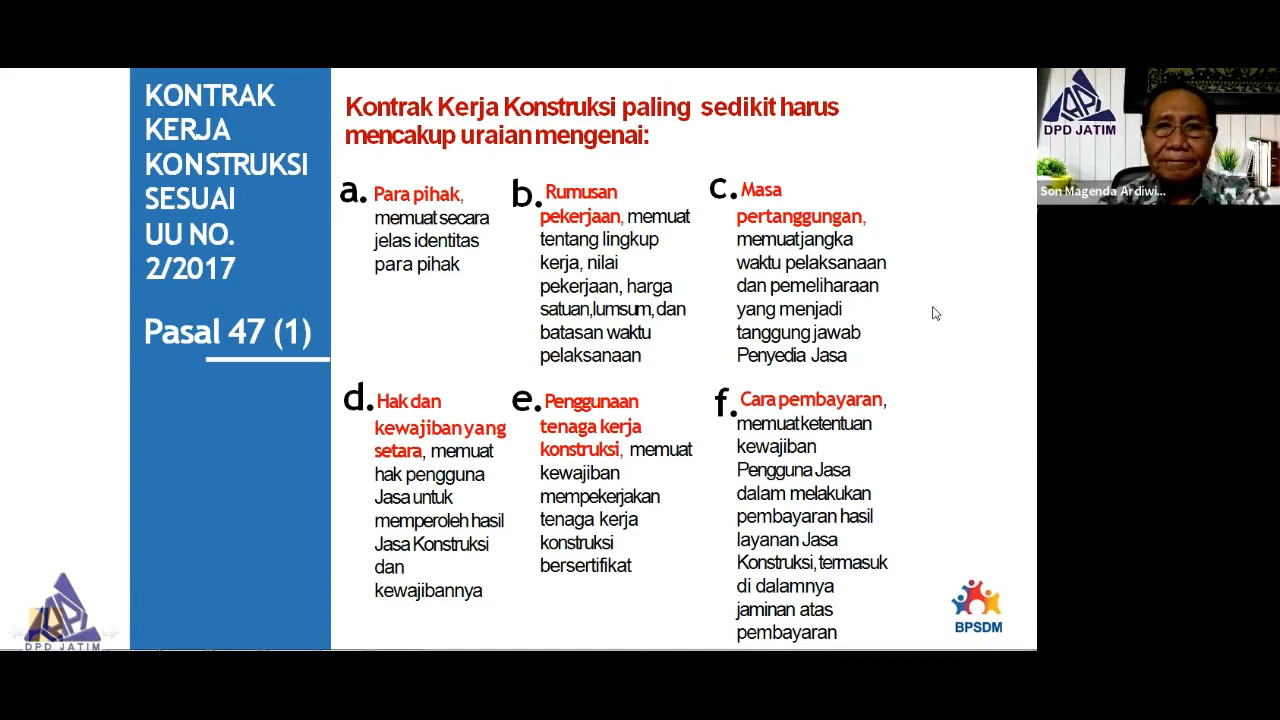 KONTRAK
KERJA
KONSTRUKSI
SESUAI
UU NO.
2/2017
Pasal 47 (1)
Kontrak Kerja Konstruksi paling sedikit harus
mencakup uraian mengenai:
a. Para pihak,
memuat secara
jelas identitas
para pihak
b. Rumusan
pekerjaan, memuat
tentang lingkup
kerja, nilai
pekerjaan, harga
satuan,lumsum, dan
batasan waktu
pelaksanaan
c. Masa
pertanggungan,
memuat jangka
waktu pelaksanaan
dan pemeliharaan
yang menjadi
tanggung jawab
Penyedia Jasa
d. Hak dan
kewajiban yang
setara, memuat
hak pengguna
Jasa untuk
memperoleh hasil
Jasa Konstruksi
dan
kewajibannya
e. Penggunaan
tenaga kerja
konstruksi, memuat
kewajiban
mempekerjakan
tenaga kerja
konstruksi
bersertifikat
f. Cara pembayaran,
memuat ketentuan
kewajiban
Pengguna Jasa
dalam melakukan
pembayaran hasil
layanan Jasa
Konstruksi, termasuk
di dalamnya
jaminan atas
pembayaran
BPSDM
DPD JATIM
DPD JATIM
Son Magenda Ardiwi...